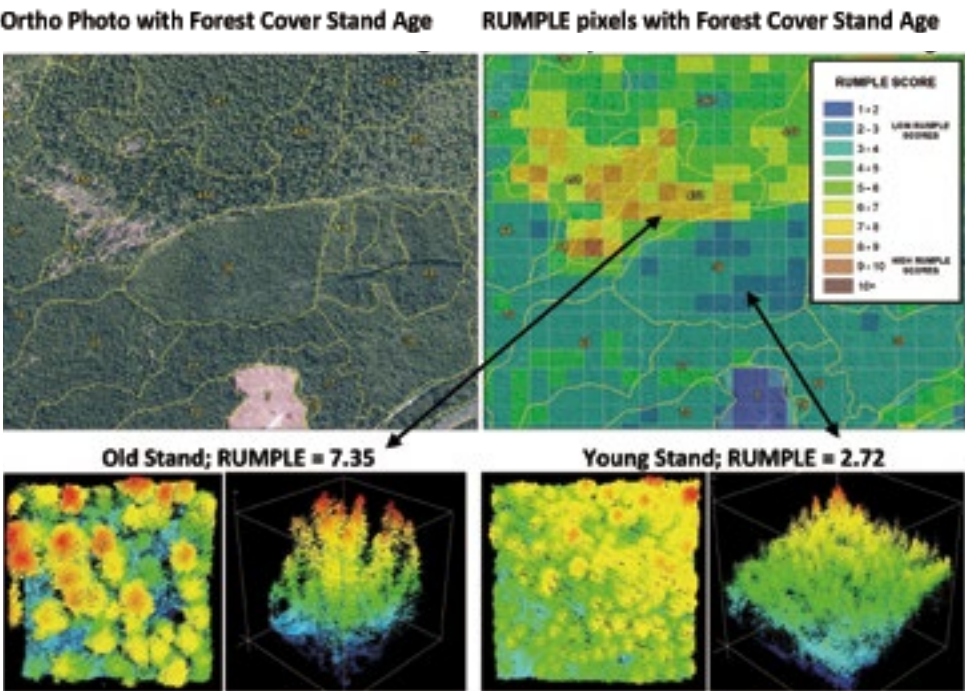 Ortho Photo with Forest Cover Stand Age
RUMPLE pixels with Forest Cover Stand Age
RUMPLE SCORE
1 - 2
2 - 3
LOW RUMPLE
SCORES
3 - 4
4 - 5
5 - 6
6 - 7
7 - 8
8 - 9
9 - 10
HIGH RUMPLE
SCORES
10+
Old Stand; RUMPLE = 7.35
Young Stand; RUMPLE = 2.72